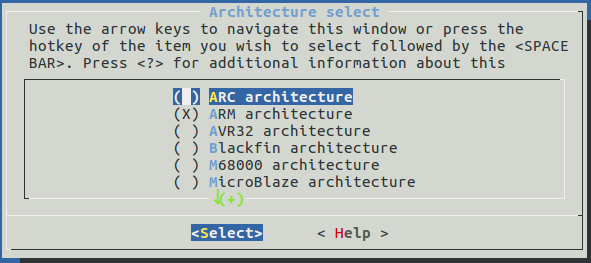 Architecture select
Use the arrow keys to navigate this window or press the
hotkey of the item you wish to select followed by the <SPACE
BAR>. Press <?> for additional information about this
( ) ARC architecture
(X) ARM architecture
( ) AVR32 architecture
( ) Blackfin architecture
( ) M68000 architecture
( ) MicroBlaze architecture
↓(+)
<Select> < Help >